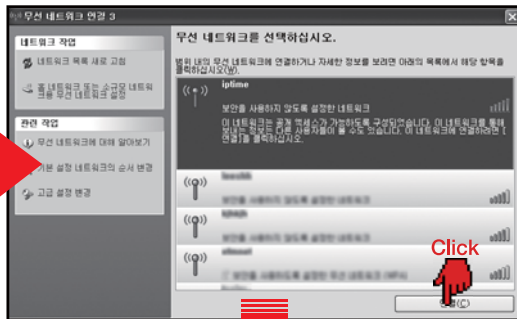 무선 네트워크 연결 3
네트워크 작업
네트워크 목록 새로 고침
홈 네트워크 또는 소규모 네트워
크용 무선 네트워크 설정
관련 작업
무선 네트워크에 대해 알아보기
기본 설정 네트워크의 순서 변경
고급 설정 변경
무선 네트워크를 선택하십시오.
범위 내의 무선 네트워크에 연결하거나 자세한 정보를 보려면 아래의 목록에서 해당 항목을
클릭하십시오(W).
iptime
보안을 사용하지 않도록 설정한 네트워크
이 네트워크는 공개 액세스가 가능하도록 구성되었습니다. 이 네트워크를 통해
보내는 정보는 다른 사용자들이 볼 수도 있습니다. 이 네트워크에 연결하려면 [
연결]를 클릭하십시오.
Click
(C)